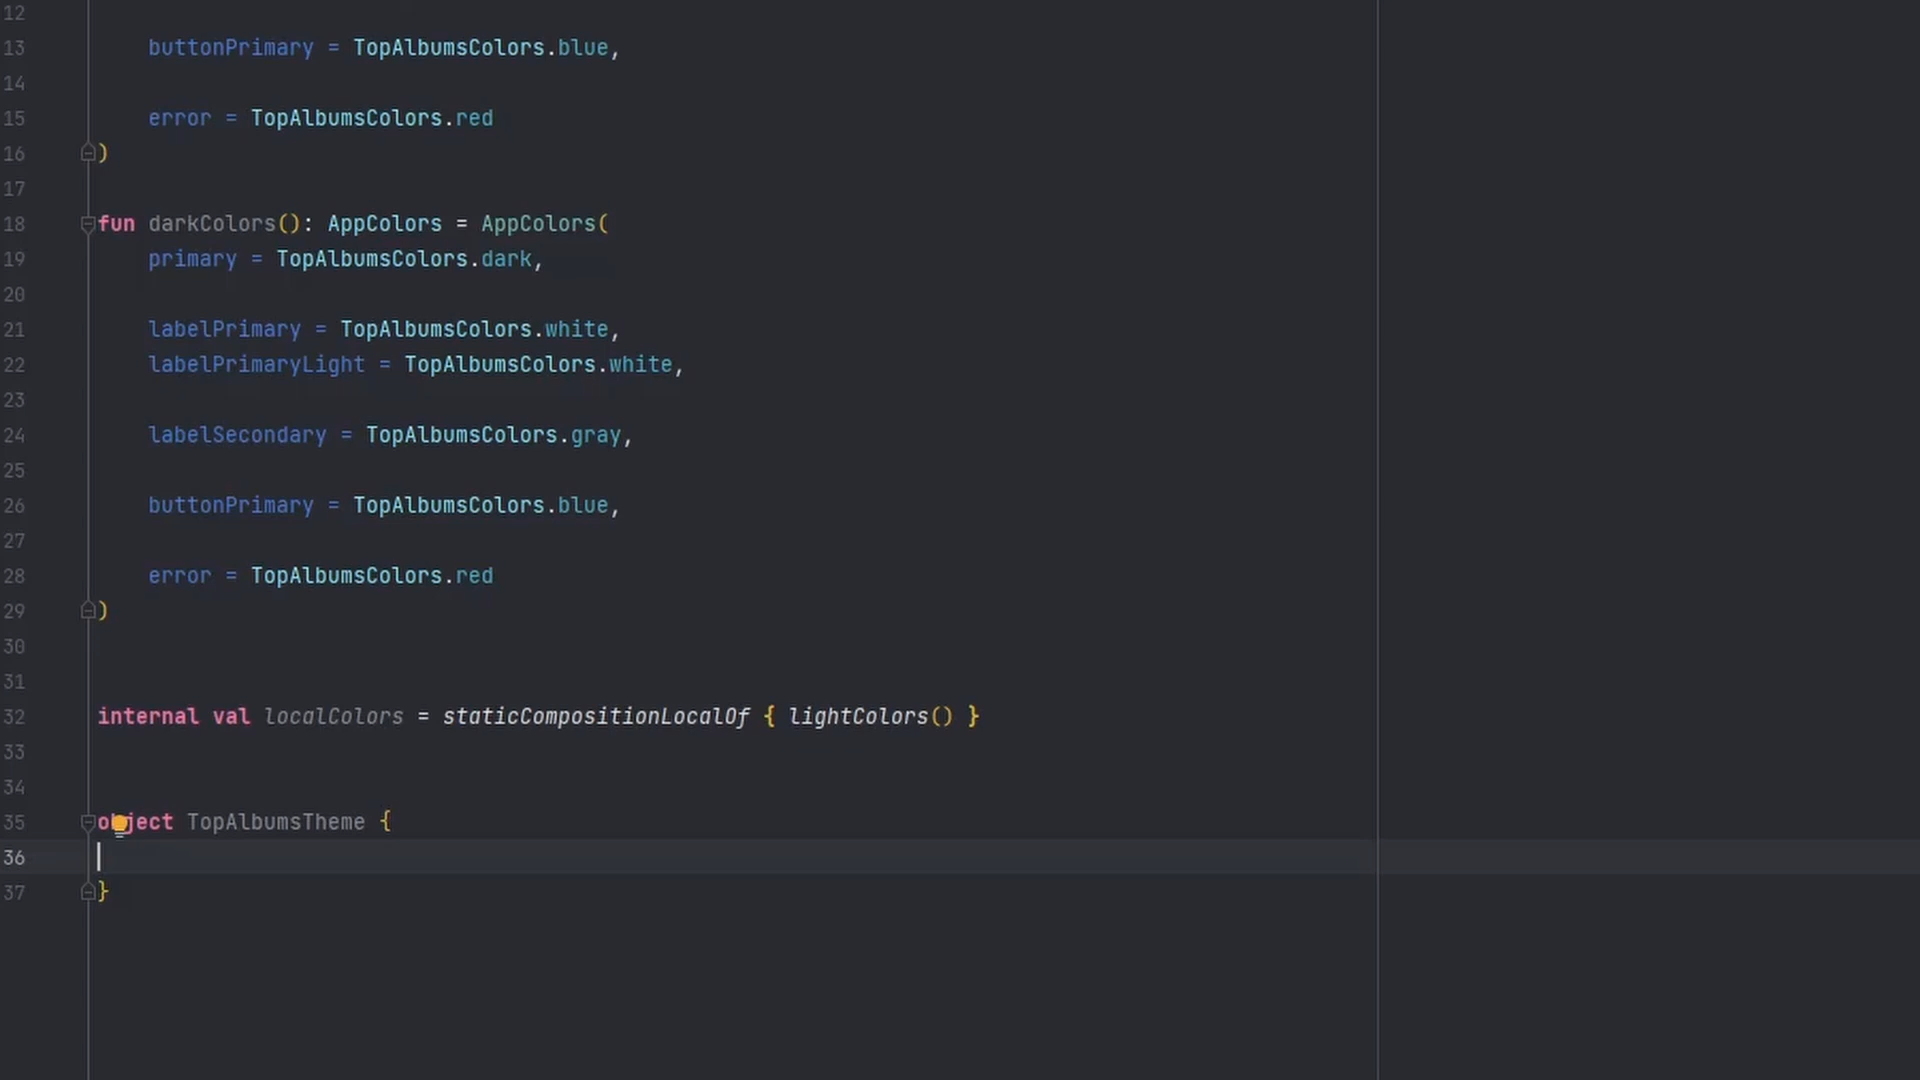 12
13 buttonPrimary = TopAlbumsColors.blue,
14
15 error = TopAlbumsColors.red
16 )
17
18 fun darkColors(): AppColors = AppColors(
19 primary = TopAlbumsColors.dark,
20
21 labelPrimary = TopAlbumsColors.white,
22 labelPrimaryLight = TopAlbumsColors.white,
23
24 labelSecondary = TopAlbumsColors.gray,
25
26 buttonPrimary = TopAlbumsColors.blue,
27
28 error = TopAlbumsColors.red
29 )
30
31
32 internal val localColors = staticCompositionLocalOf { lightColors() }
33
34
35 object TopAlbumsTheme {
36
37 }